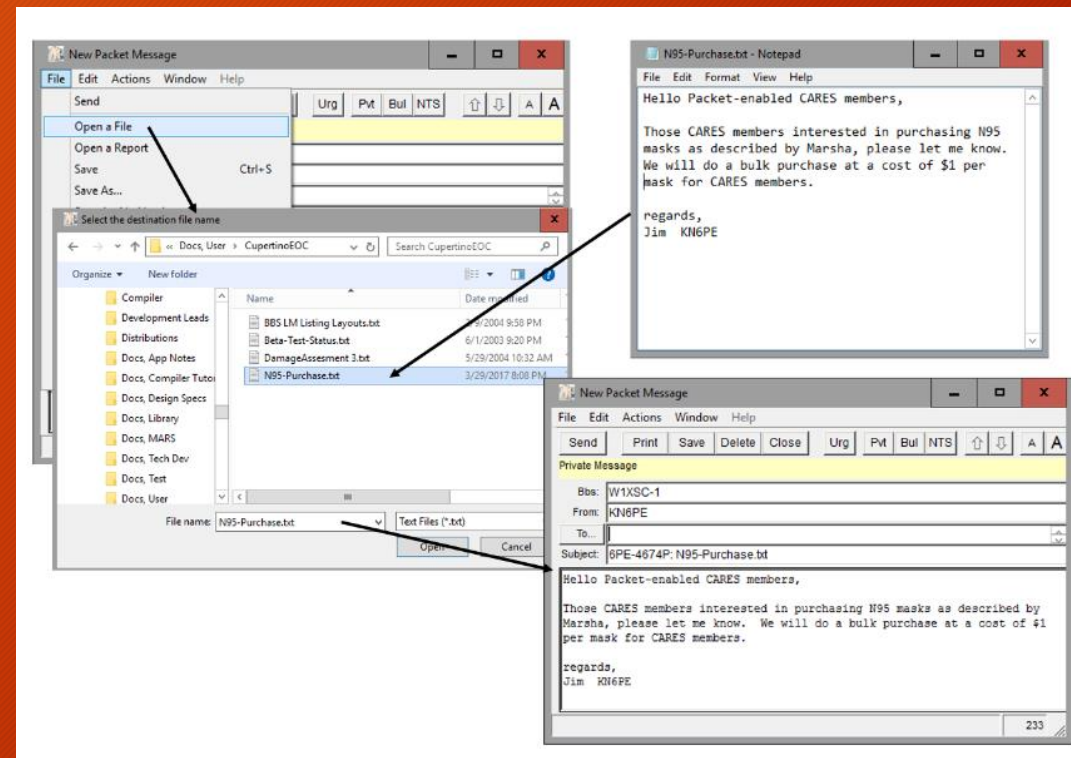 New Packet Message
File Edit Actions Window Help
Send
Urg Pvt Bul NTS A A
Open a File
Open a Report
Save Ctrl+S
Save As...
Select the destination file name
« Docs, User › CupertinoEOC
Search CupertinoEOC
Organize
New folder
Compiler
Development Leads
Distributions
Docs, App Notes
Docs, Compiler Tuto
Docs, Design Specs
Docs, Library
Docs, MARS
Docs, Tech Dev
Docs, Test
Docs, User
Name
Date modified
BBS LM Listing Layouts.txt
/9/2004 9:58 PM
Beta-Test-Status.txt
6/1/2003 9:20 PM
DamageAssesment 3.txt
5/29/2004 10:32 AM
N95-Purchase.txt
3/29/2017 8:08 PM
File name: N95-Purchase.txt
Text Files (*.txt)
Open
Cancel
N95-Purchase.txt - Notepad
File Edit Format View Help
Hello Packet-enabled CARES members,
Those CARES members interested in purchasing N95
masks as described by Marsha, please let me know.
We will do a bulk purchase at a cost of $1 per
mask for CARES members.
regards,
Jim KN6PE
New Packet Message
File Edit Actions Window Help
Send Print Save Delete Close Urg Pvt Bul NTS A A
Private Message
Bbs: W1XSC-1
From: KN6PE
To...
Subject: 6PE-4674P: N95-Purchase.txt
Hello Packet-enabled CARES members,
Those CARES members interested in purchasing N95 masks as described by
Marsha, please let me know. We will do a bulk purchase at a cost of $1
per mask for CARES members.
regards,
Jim KN6PE
233